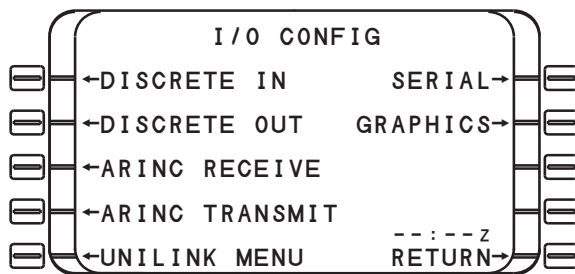 I/O CONFIG
←DISCRETE IN SERIAL→
←DISCRETE OUT GRAPHICS→
←ARINC RECEIVE
←ARINC TRANSMIT
--:--z
←UNILINK MENU RETURN→